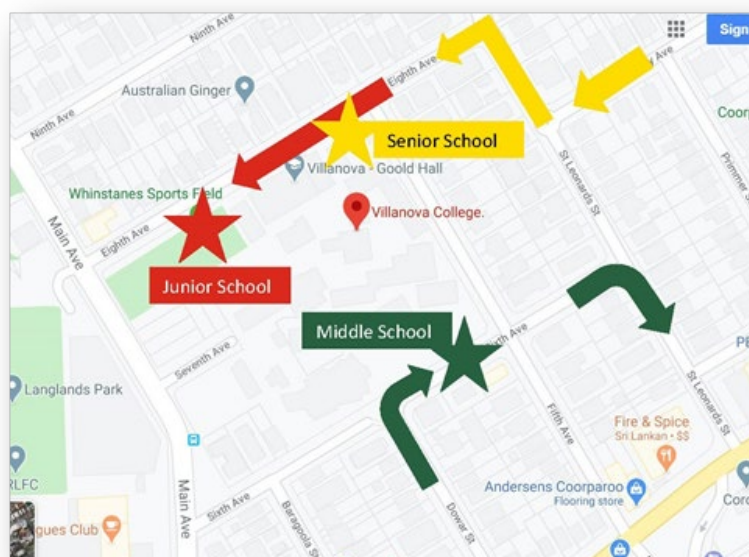 Sign
Ninth Ave
Australian Ginger
Eighth Ave
Ninth Ave
Senior School
Villanova - Goold Hall
Whinstanes Sports Field
Villanova College.
St Leonards St
Main Ave
Eighth Ave
Junior School
Middle School
Seventh Ave
Langlands Park
St Leonards St
Fifth Ave
Fire & Spice
Sri Lankan • $$
Andersens Coorparoo
Flooring store
Main Ave
Sixth Ave
Baragoola St
Dowar St
gues Club
RLFC